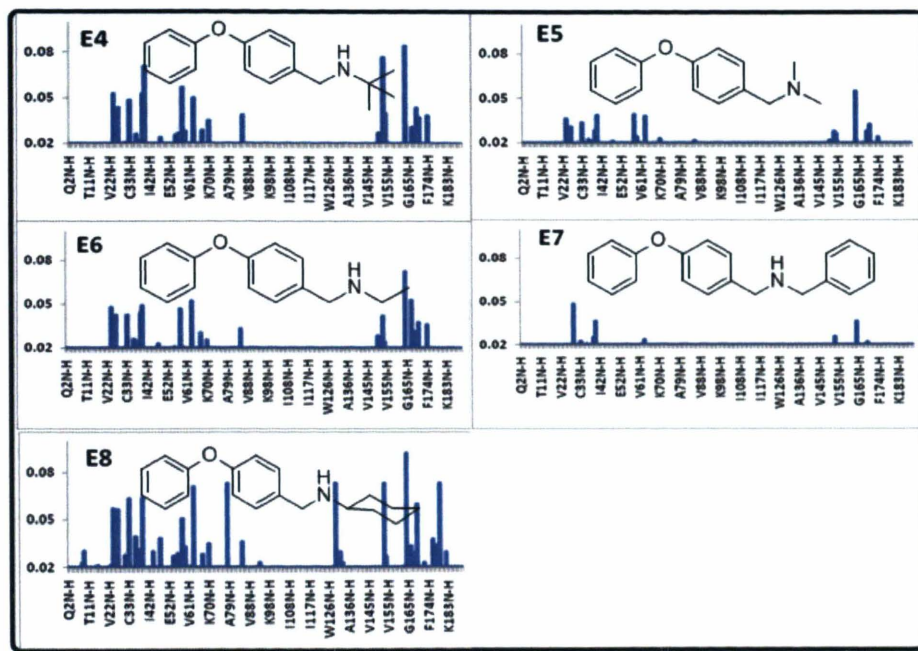 E4
0.08
0.05
0.02
O
H
N
Q2N-H T11N-H V22N-H C33N-H I42N-H E52N-H V61N-H K70N-H A79N-H V88N-H K98N-H I108N-H I117N-H W126N-H A136N-H V145N-H V155N-H G165N-H F174N-H K183N-H
E5
0.08
0.05
0.02
O
N
Q2N-H T11N-H V22N-H C33N-H I42N-H E52N-H V61N-H K70N-H A79N-H V88N-H K98N-H I108N-H I117N-H W126N-H A136N-H V145N-H V155N-H G165N-H F174N-H K183N-H
E6
0.08
0.05
0.02
O
H
N
Q2N-H T11N-H V22N-H C33N-H I42N-H E52N-H V61N-H K70N-H A79N-H V88N-H K98N-H I108N-H I117N-H W126N-H A136N-H V145N-H V155N-H G165N-H F174N-H K183N-H
E7
0.08
0.05
0.02
O
H
N
Q2N-H T11N-H V22N-H C33N-H I42N-H E52N-H V61N-H K70N-H A79N-H V88N-H K98N-H I108N-H I117N-H W126N-H A136N-H V145N-H V155N-H G165N-H F174N-H K183N-H
E8
0.08
0.05
0.02
O
H
N
Q2N-H T11N-H V22N-H C33N-H I42N-H E52N-H V61N-H K70N-H A79N-H V88N-H K98N-H I108N-H I117N-H W126N-H A136N-H V145N-H V155N-H G165N-H F174N-H K183N-H